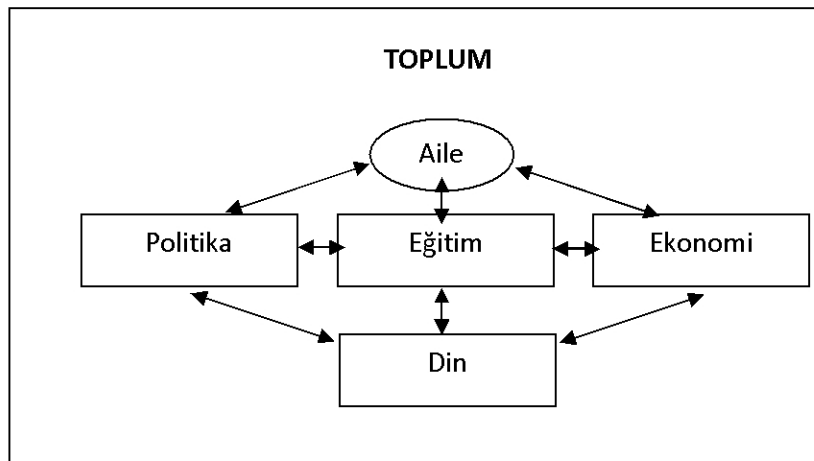 TOPLUM
Aile
Politika
Eğitim
Ekonomi
Din